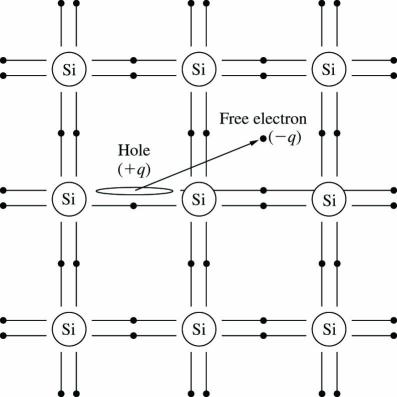 Si Si Si
Free electron
(−q)
Hole
(+q)
Si Si Si
Si Si Si